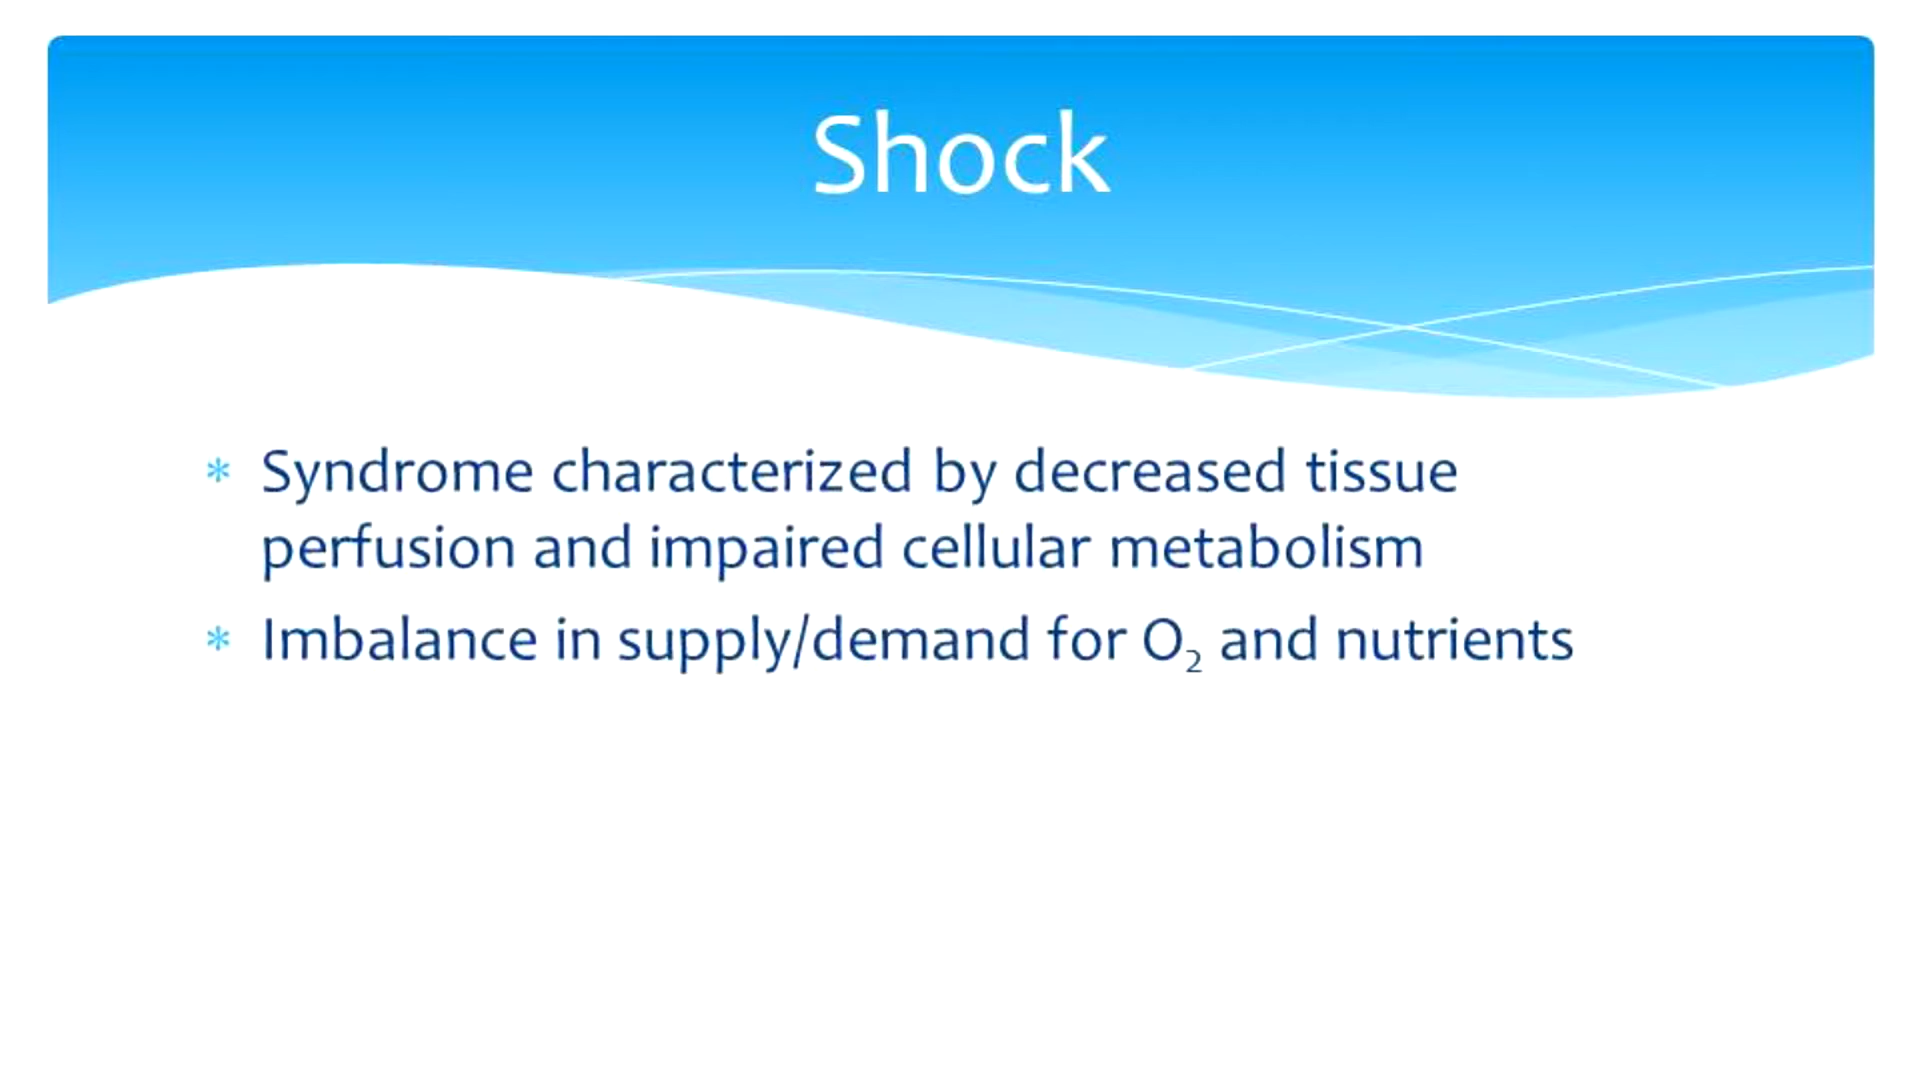 Shock
* Syndrome characterized by decreased tissue
perfusion and impaired cellular metabolism
* Imbalance in supply/demand for O₂ and nutrients